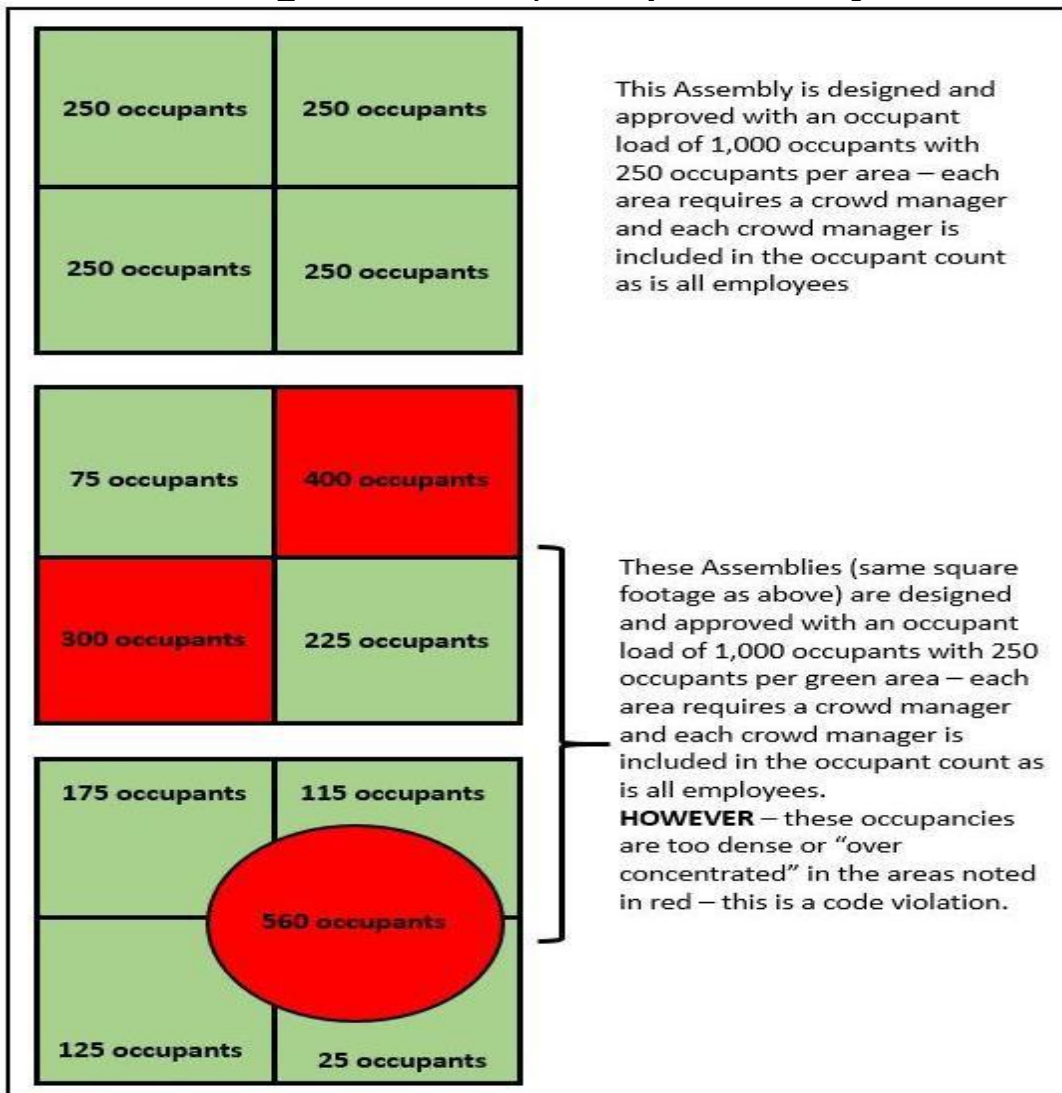 250 occupants
250 occupants
250 occupants
250 occupants
This Assembly is designed and
approved with an occupant
load of 1,000 occupants with
250 occupants per area – each
area requires a crowd manager
and each crowd manager is
included in the occupant count
as is all employees
75 occupants
400 occupants
300 occupants
225 occupants
175 occupants
115 occupants
560 occupants
125 occupants
25 occupants
These Assemblies (same square
footage as above) are designed
and approved with an occupant
load of 1,000 occupants with 250
occupants per green area – each
area requires a crowd manager
and each crowd manager is
included in the occupant count as
is all employees.
HOWEVER – these occupancies
are too dense or “over
concentrated” in the areas noted
in red – this is a code violation.